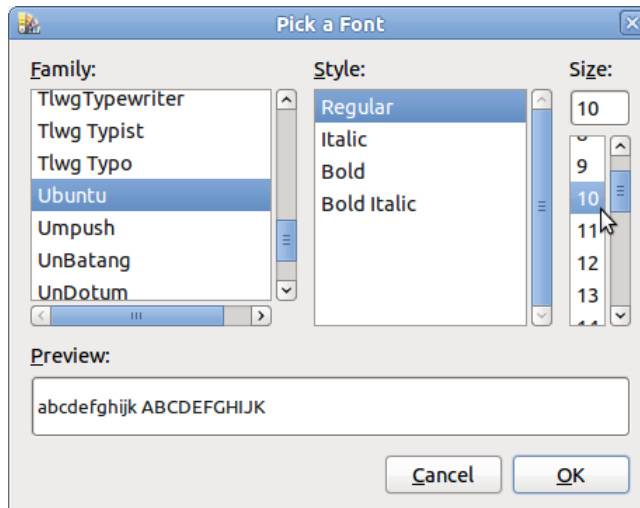 Pick a Font
Family:
Style:
Size:
TlwgTypewriter
Tlwg Typist
Tlwg Typo
Ubuntu
Umpush
UnBatang
UnDotum
Regular
Italic
Bold
Bold Italic
10
9
10
11
12
13
Preview:
abcdefghijk ABCDEFGHIJK
Cancel
OK